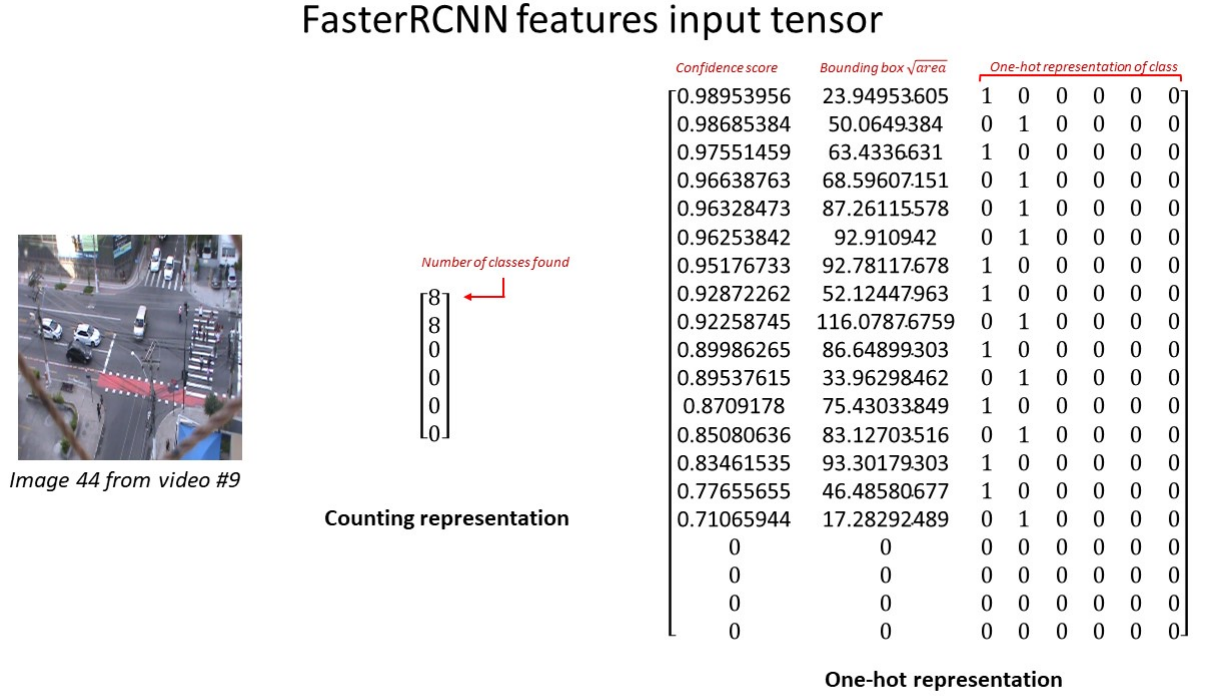 FasterRCNN features input tensor
Confidence score Bounding box √area One-hot representation of class
0.98953956 23.94953605 1 0 0 0 0 0
0.98685384 50.0649384 0 1 0 0 0 0
0.97551459 63.4336631 1 0 0 0 0 0
0.96638763 68.59607151 0 1 0 0 0 0
0.96328473 87.26115578 0 1 0 0 0 0
0.96253842 92.910942 0 1 0 0 0 0
0.95176733 92.78117678 1 0 0 0 0 0
0.92872262 52.12447963 1 0 0 0 0 0
0.92258745 116.07876759 0 1 0 0 0 0
0.89986265 86.64899303 1 0 0 0 0 0
0.89537615 33.96298462 0 1 0 0 0 0
0.8709178 75.43033849 1 0 0 0 0 0
0.85080636 83.12703516 0 1 0 0 0 0
0.83461535 93.30179303 1 0 0 0 0 0
0.77655655 46.48580677 1 0 0 0 0 0
0.71065944 17.28292489 0 1 0 0 0 0
0 0 0 0 0 0 0 0
0 0 0 0 0 0 0 0
0 0 0 0 0 0 0 0
0 0 0 0 0 0 0 0
Number of classes found
8
8
0
0
0
0
Image 44 from video #9
Counting representation
One-hot representation